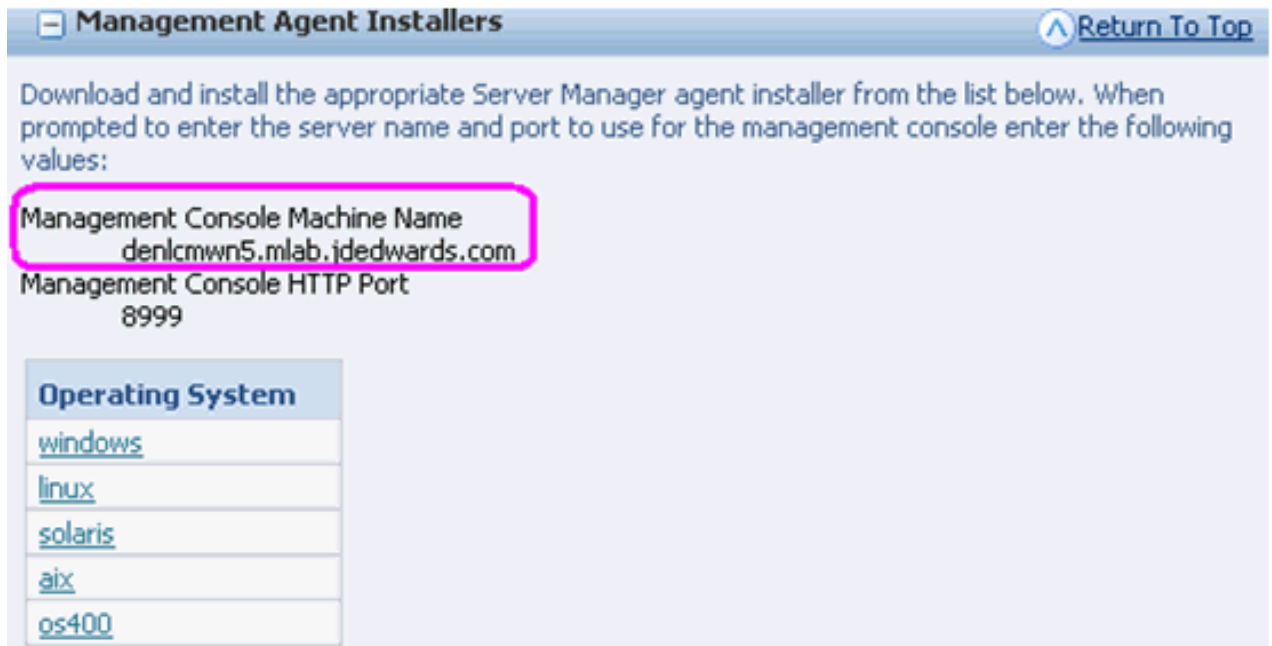 Management Agent Installers
Return To Top
Download and install the appropriate Server Manager agent installer from the list below. When
prompted to enter the server name and port to use for the management console enter the following
values:
Management Console Machine Name
denlcmwn5.mlab.jdedwards.com
Management Console HTTP Port
8999
Operating System
windows
linux
solaris
aix
os400